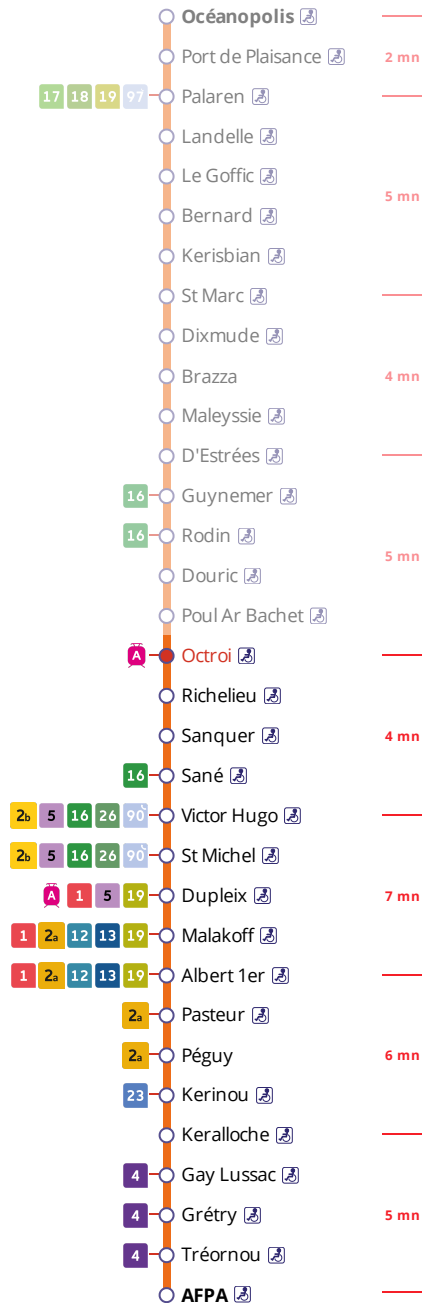 Océanopolis
Port de Plaisance 2 mn
17 18 19 97 Palaren
Landelle
Le Goffic 5 mn
Bernard
Kerisbian
St Marc
Dixmude
Brazza 4 mn
Maleyssie
D'Estrées
16 Guynemer
16 Rodin 5 mn
Douric
Poul Ar Bachet
A Octroi
Richelieu
Sanquer 4 mn
16 Sané
2b 5 16 26 90 Victor Hugo
2b 5 16 26 90 St Michel
A 1 5 19 Dupleix 7 mn
1 2a 12 13 19 Malakoff
1 2a 12 13 19 Albert 1er
2a Pasteur
2a Péguy 6 mn
23 Kerinou
Keralloche
4 Gay Lussac
4 Grétry 5 mn
4 Tréornou
AFPA